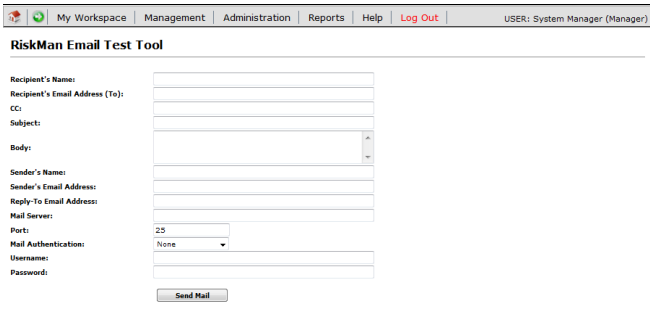 My Workspace Management Administration Reports Help Log Out USER: System Manager (Manager)
RiskMan Email Test Tool
Recipient's Name:
Recipient's Email Address (To):
CC:
Subject:
Body:
Sender's Name:
Sender's Email Address:
Reply-To Email Address:
Mail Server:
Port: 25
Mail Authentication: None
Username:
Password:
Send Mail